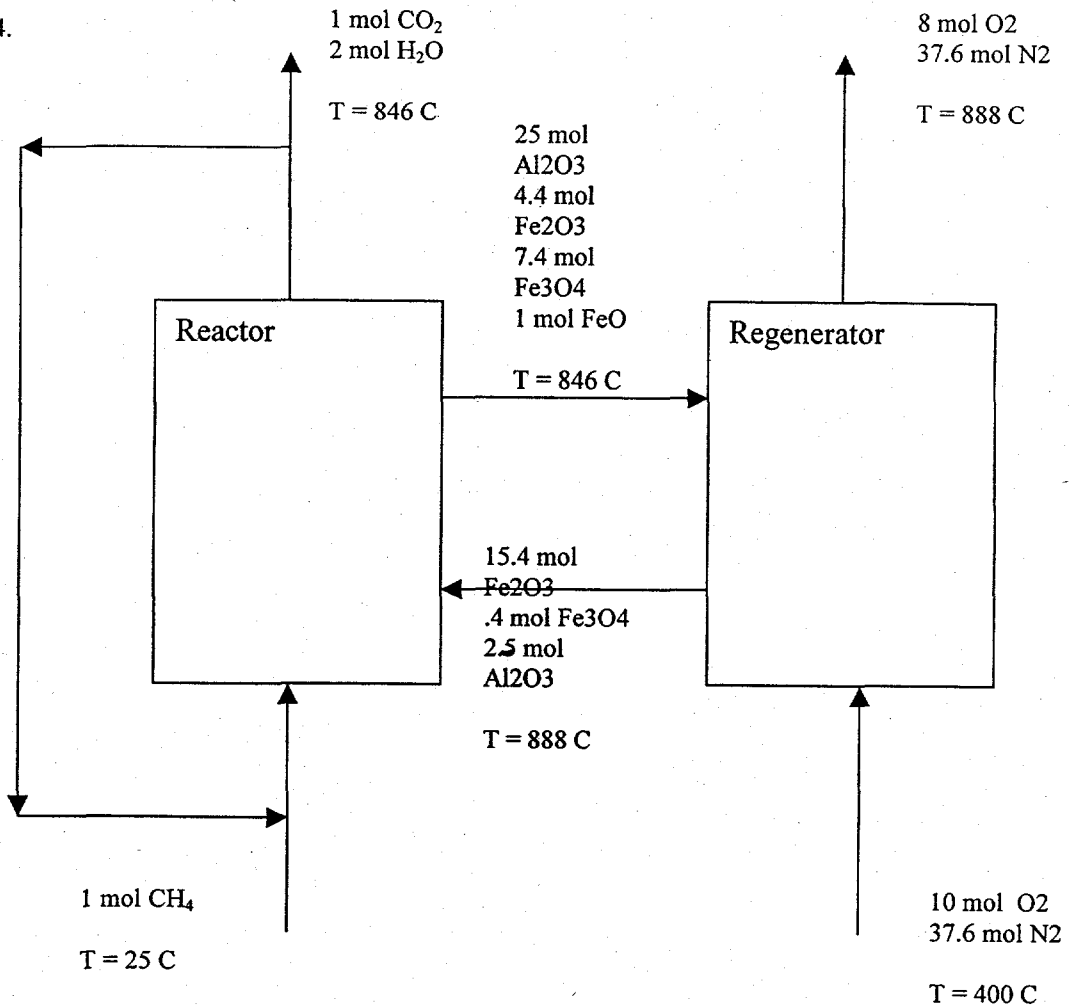 4.
1 mol CO₂
2 mol H₂O
T = 846 C
8 mol O2
37.6 mol N2
T = 888 C
25 mol
Al2O3
4.4 mol
Fe2O3
7.4 mol
Fe3O4
1 mol FeO
T = 846 C
Reactor
Regenerator
15.4 mol
Fe2O3
.4 mol Fe3O4
2.5 mol
Al2O3
T = 888 C
1 mol CH₄
T = 25 C
10 mol O2
37.6 mol N2
T = 400 C